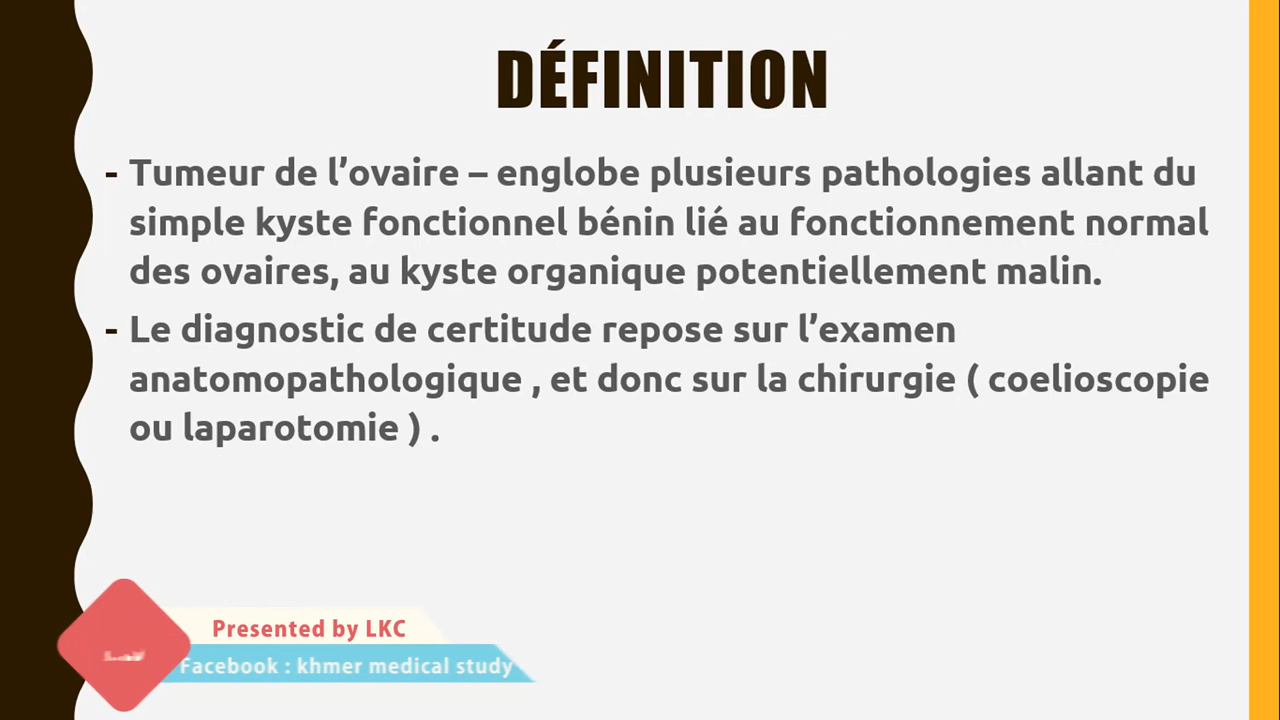 DÉFINITION
- Tumeur de l’ovaire – englobe plusieurs pathologies allant du
simple kyste fonctionnel bénin lié au fonctionnement normal
des ovaires, au kyste organique potentiellement malin.
- Le diagnostic de certitude repose sur l’examen
anatomopathologique , et donc sur la chirurgie ( coelioscopie
ou laparotomie ) .
Presented by LKC
Facebook : khmer medical study